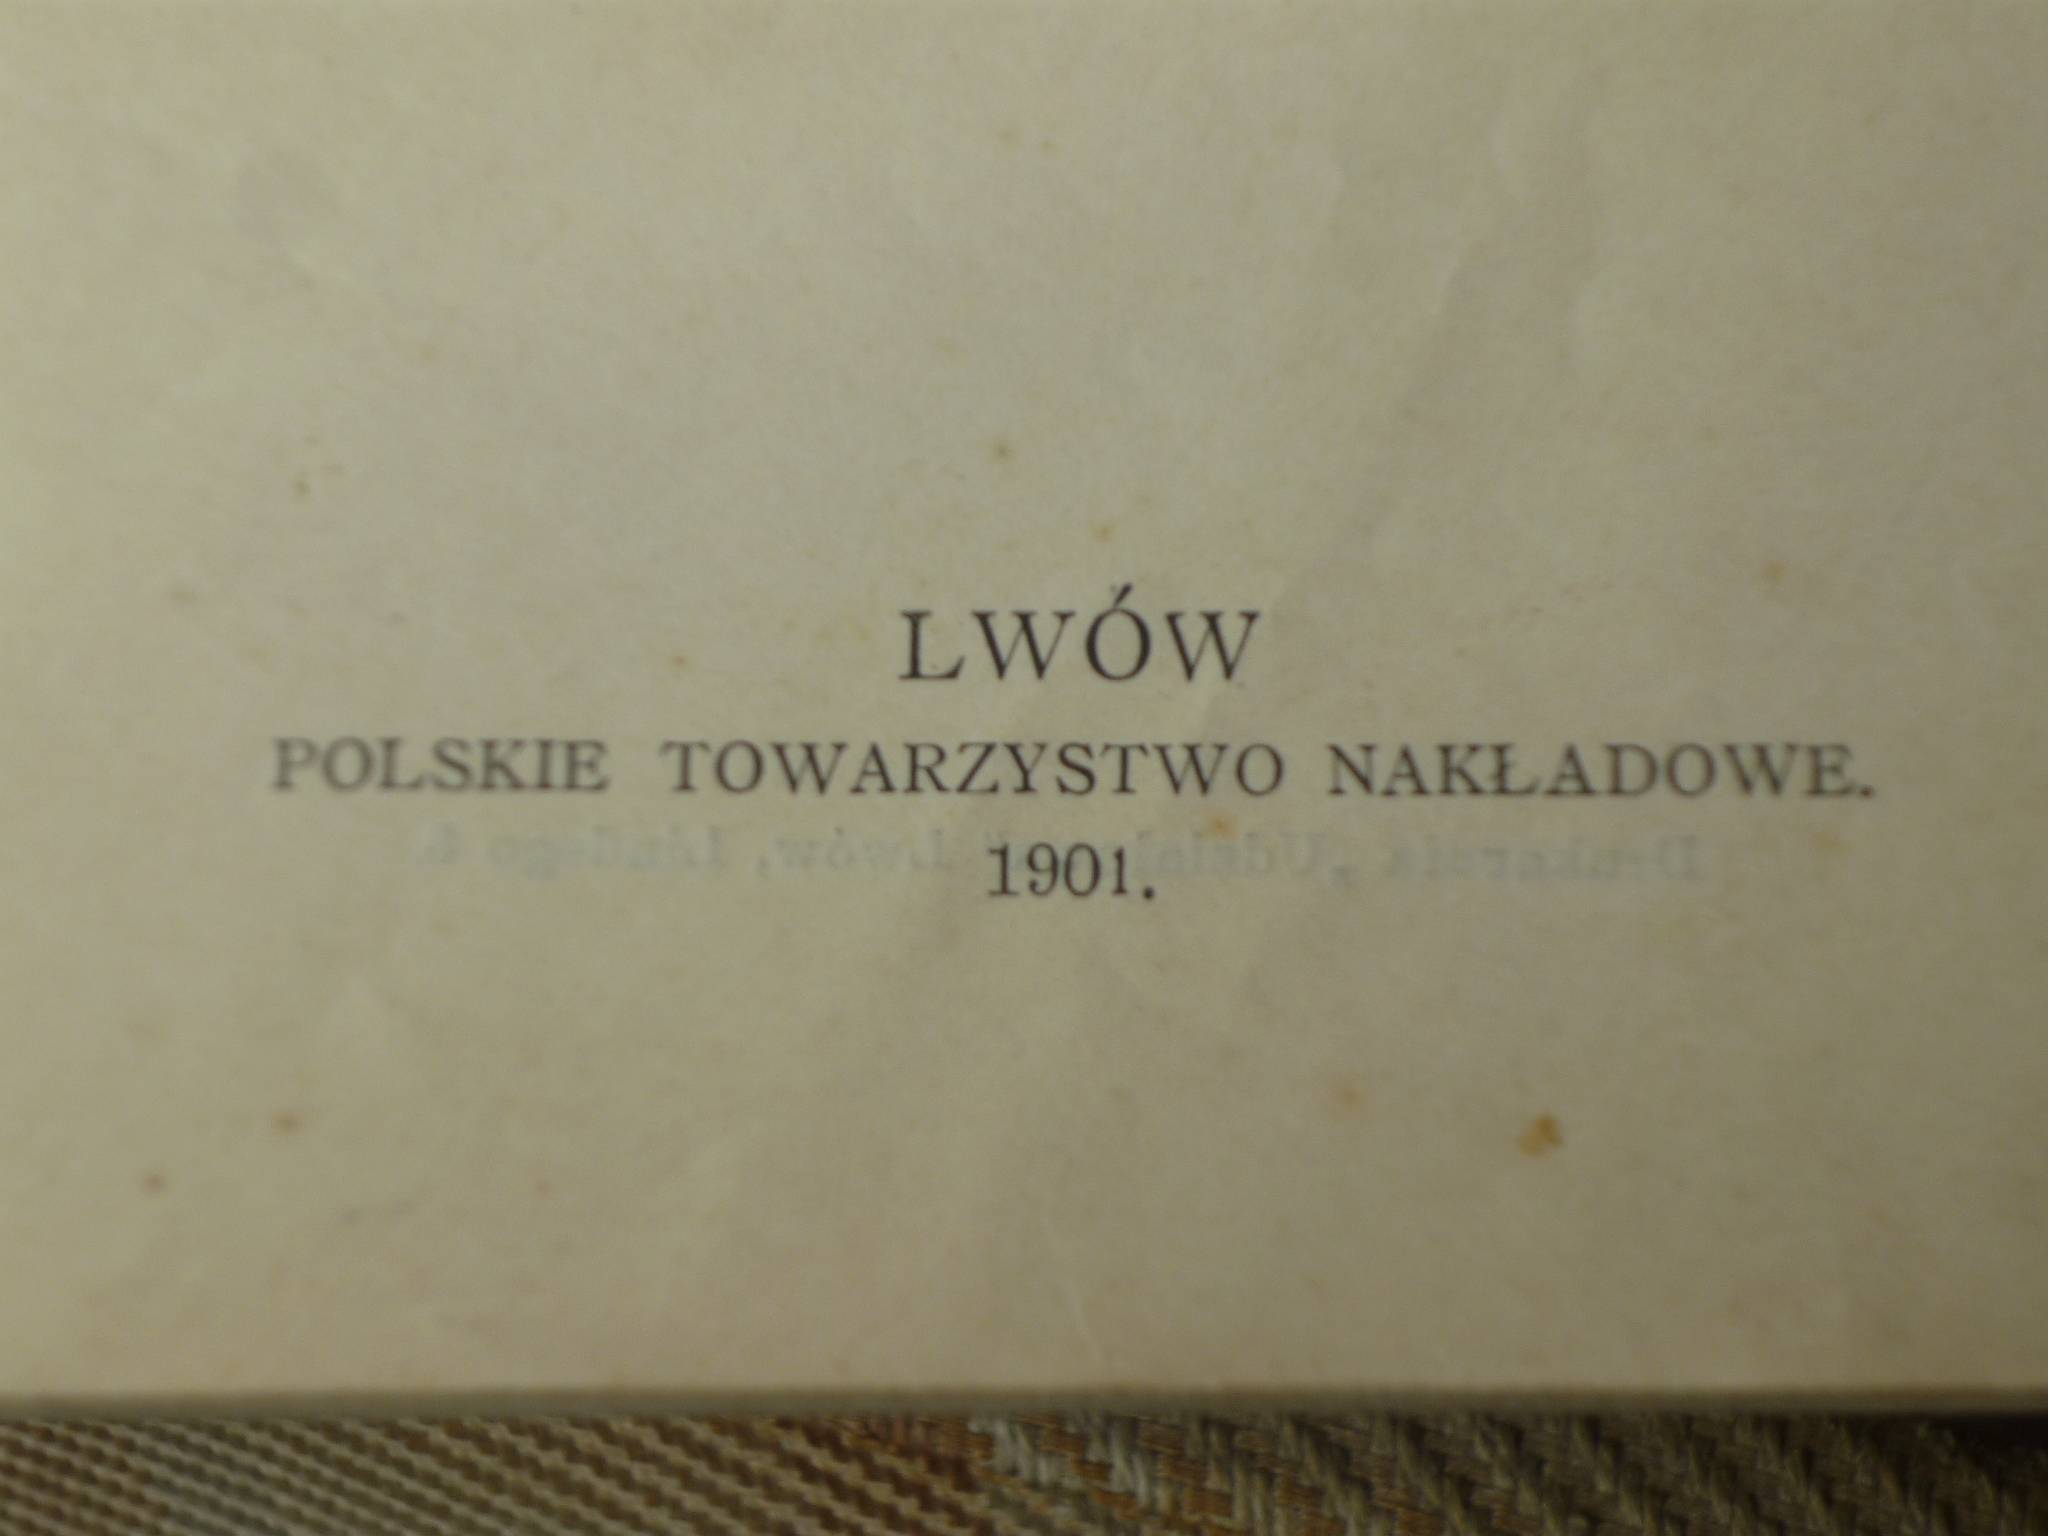 LWÓW
POLSKIE TOWARZYSTWO NAKŁADOWE.
1901.